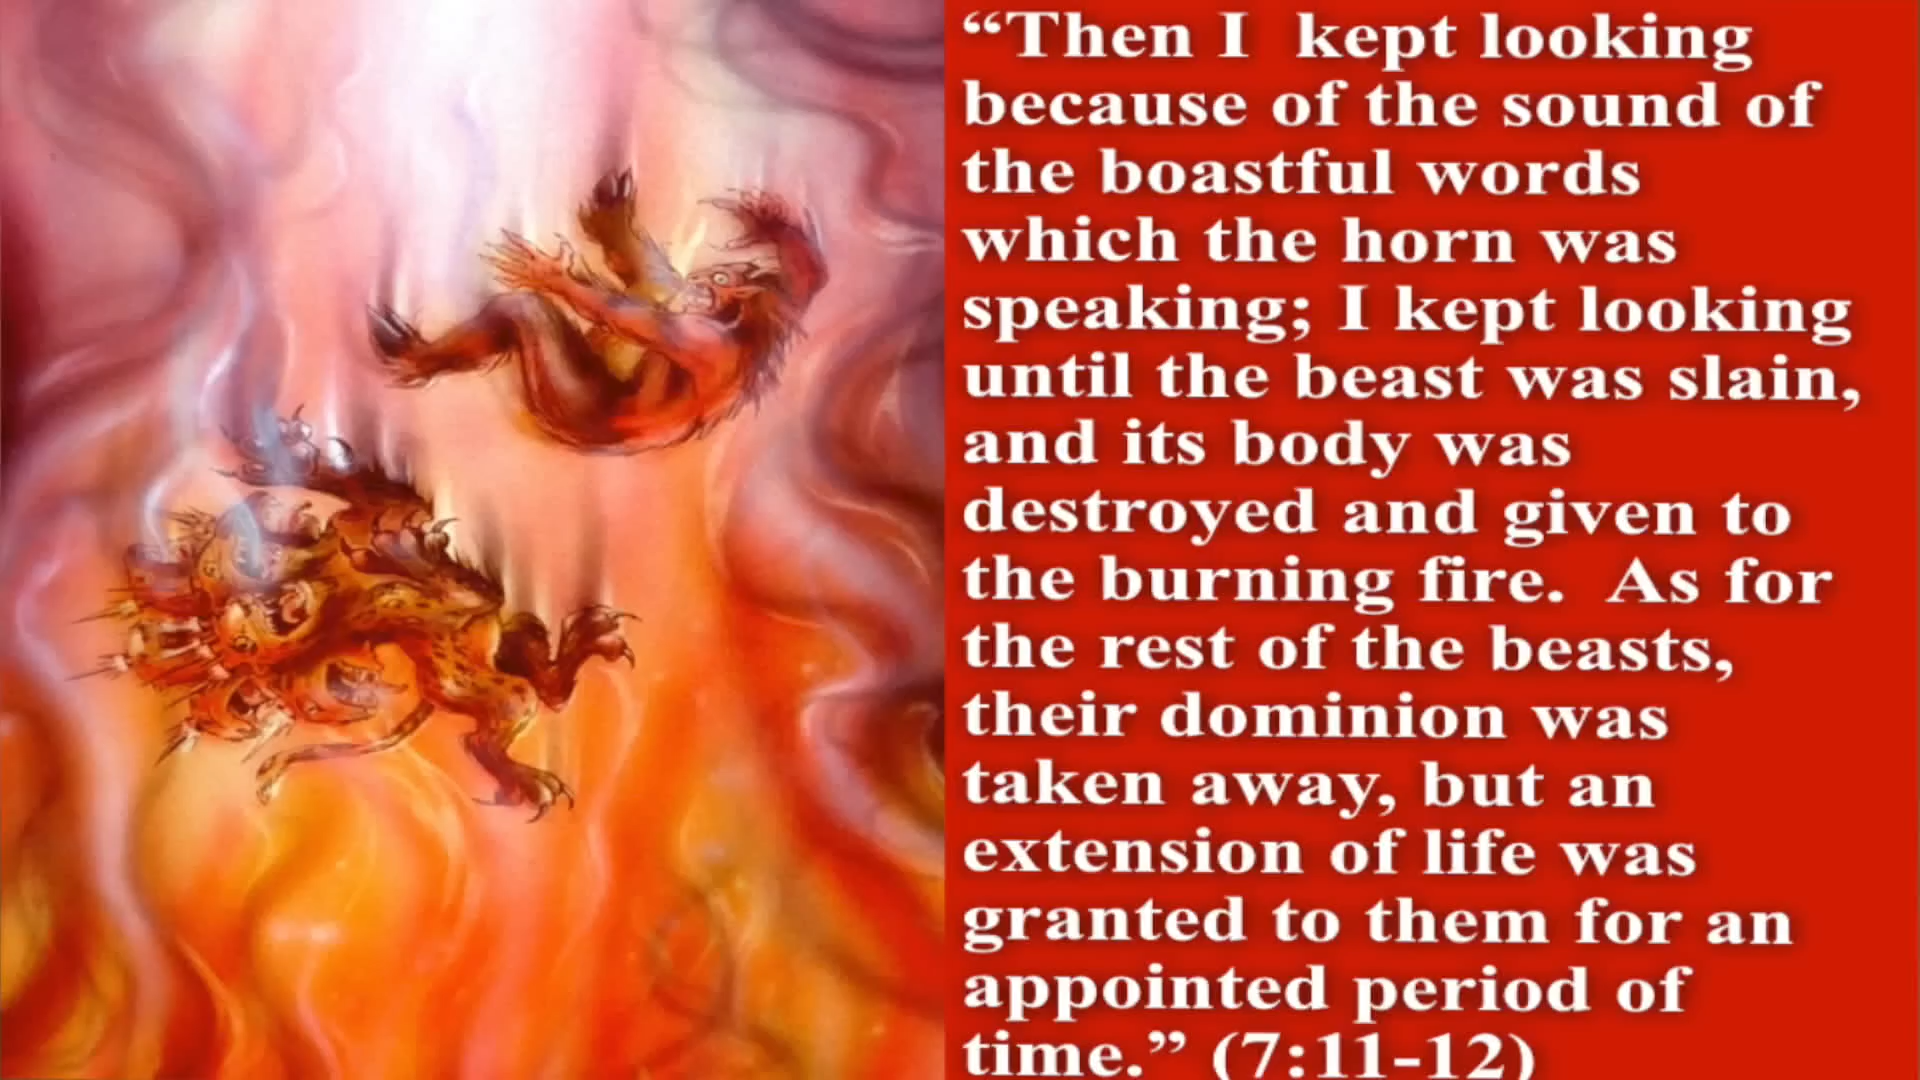 “Then I  kept looking
because of the sound of
the boastful words
which the horn was
speaking; I kept looking
until the beast was slain,
and its body was
destroyed and given to
the burning fire.  As for
the rest of the beasts,
their dominion was
taken away, but an
extension of life was
granted to them for an
appointed period of
time.” (7:11-12)